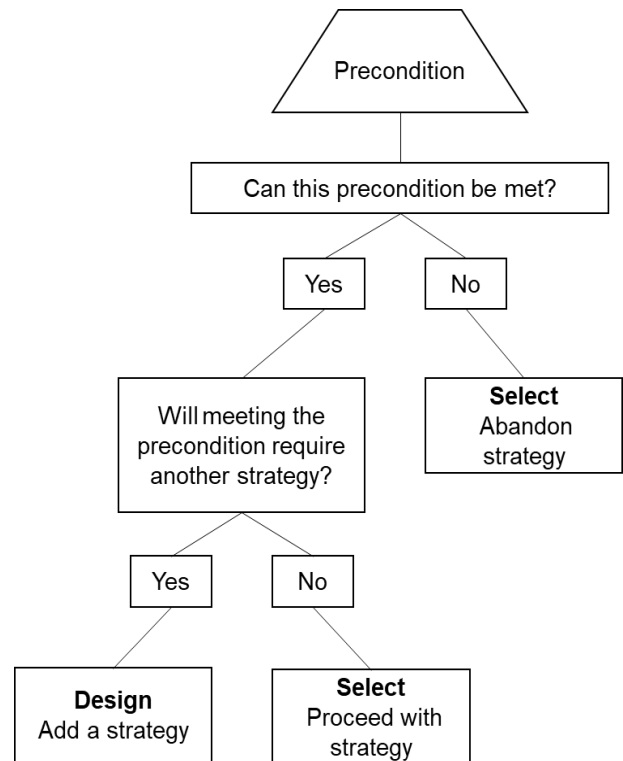 Precondition
Can this precondition be met?
Yes
No
Will meeting the
precondition require
another strategy?
Select
Abandon
strategy
Yes
No
Design
Add a strategy
Select
Proceed with
strategy